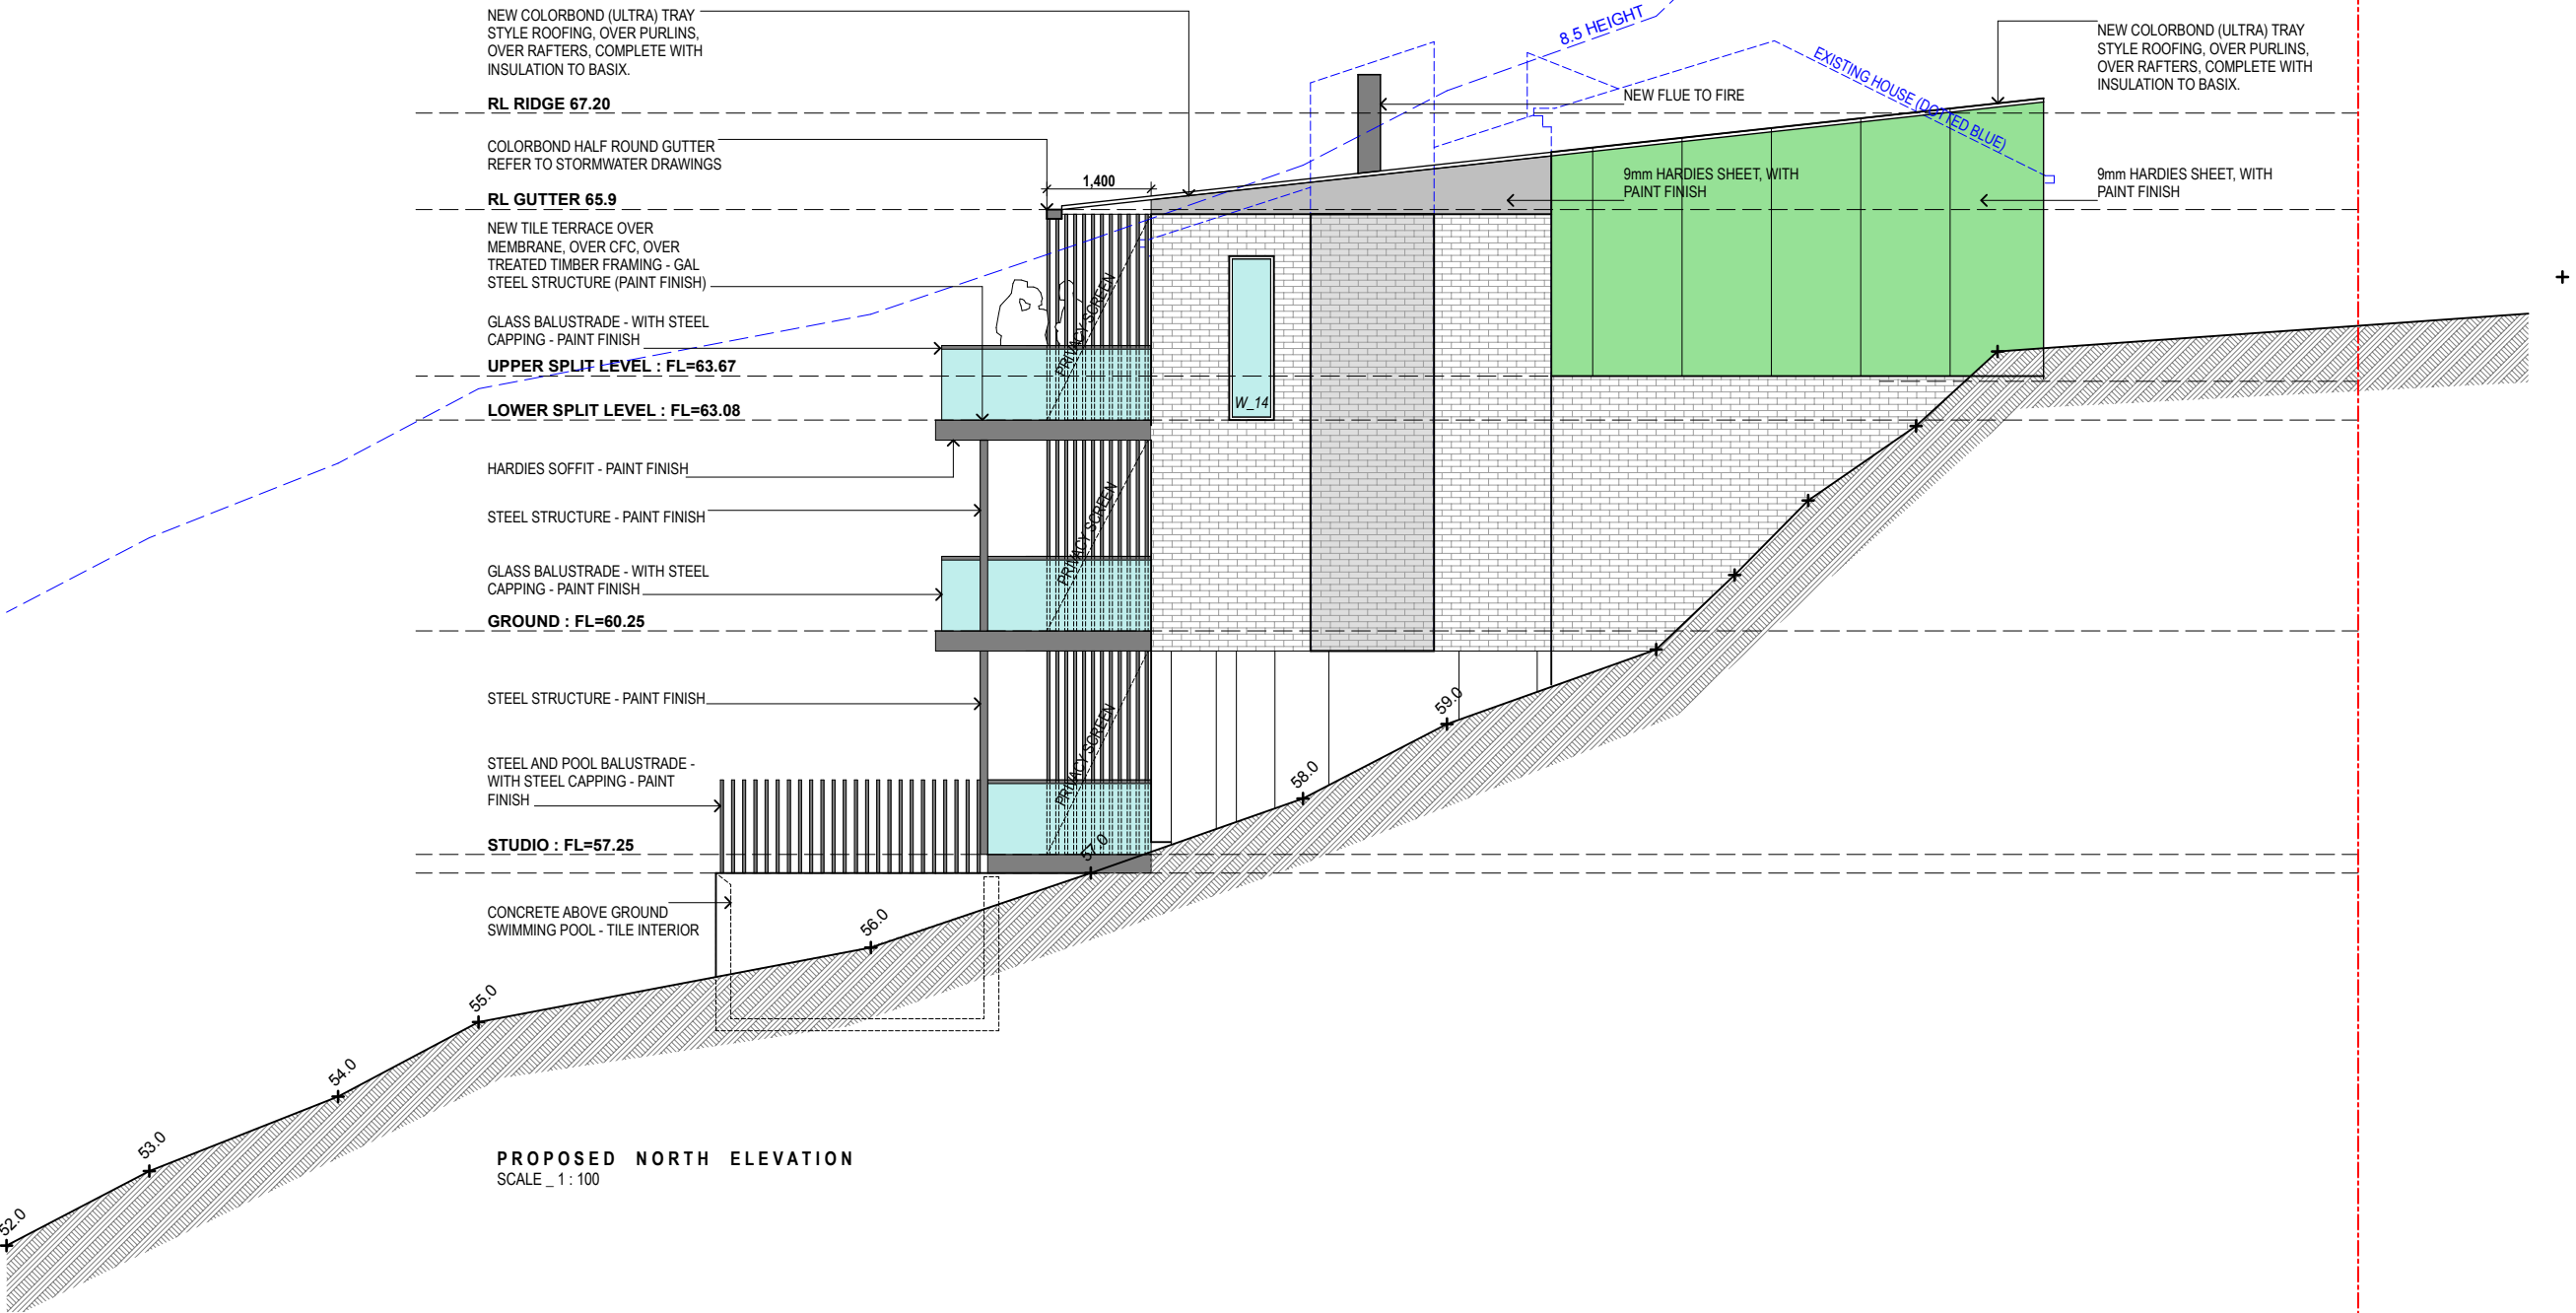 NEW COLORBOND (ULTRA) TRAY
STYLE ROOFING, OVER PURLINS,
OVER RAFTERS, COMPLETE WITH
INSULATION TO BASIX.
RL RIDGE 67.20
COLORBOND HALF ROUND GUTTER
REFER TO STORMWATER DRAWINGS
RL GUTTER 65.9
NEW TILE TERRACE OVER
MEMBRANE, OVER CFC, OVER
TREATED TIMBER FRAMING - GAL
STEEL STRUCTURE (PAINT FINISH)
GLASS BALUSTRADE - WITH STEEL
CAPPING - PAINT FINISH
UPPER SPLIT LEVEL : FL=63.67
LOWER SPLIT LEVEL : FL=63.08
HARDIES SOFFIT - PAINT FINISH
STEEL STRUCTURE - PAINT FINISH
GLASS BALUSTRADE - WITH STEEL
CAPPING - PAINT FINISH
GROUND : FL=60.25
STEEL STRUCTURE - PAINT FINISH
STEEL AND POOL BALUSTRADE -
WITH STEEL CAPPING - PAINT
FINISH
STUDIO : FL=57.25
CONCRETE ABOVE GROUND
SWIMMING POOL - TILE INTERIOR
1,400
PRIVACY SCREEN
PRIVACY SCREEN
PRIVACY SCREEN
W_14
8.5 HEIGHT
NEW FLUE TO FIRE
EXISTING HOUSE (DOTTED BLUE)
9mm HARDIES SHEET, WITH
PAINT FINISH
NEW COLORBOND (ULTRA) TRAY
STYLE ROOFING, OVER PURLINS,
OVER RAFTERS, COMPLETE WITH
INSULATION TO BASIX.
9mm HARDIES SHEET, WITH
PAINT FINISH
59.0
58.0
57.0
56.0
55.0
54.0
53.0
52.0
PROPOSED NORTH ELEVATION
SCALE _ 1 : 100